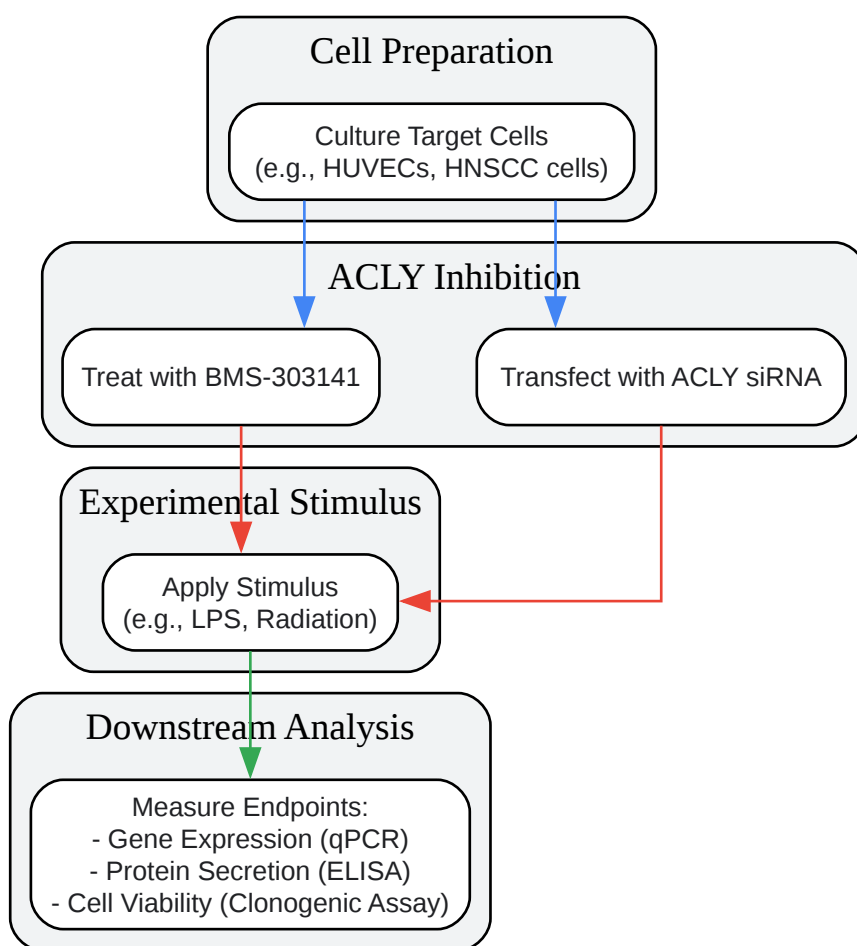 Cell Preparation
Culture Target Cells
(e.g., HUVECs, HNSCC cells)
ACLY Inhibition
Treat with BMS-303141
Transfect with ACLY siRNA
Experimental Stimulus
Apply Stimulus
(e.g., LPS, Radiation)
Downstream Analysis
Measure Endpoints:
- Gene Expression (qPCR)
- Protein Secretion (ELISA)
- Cell Viability (Clonogenic Assay)